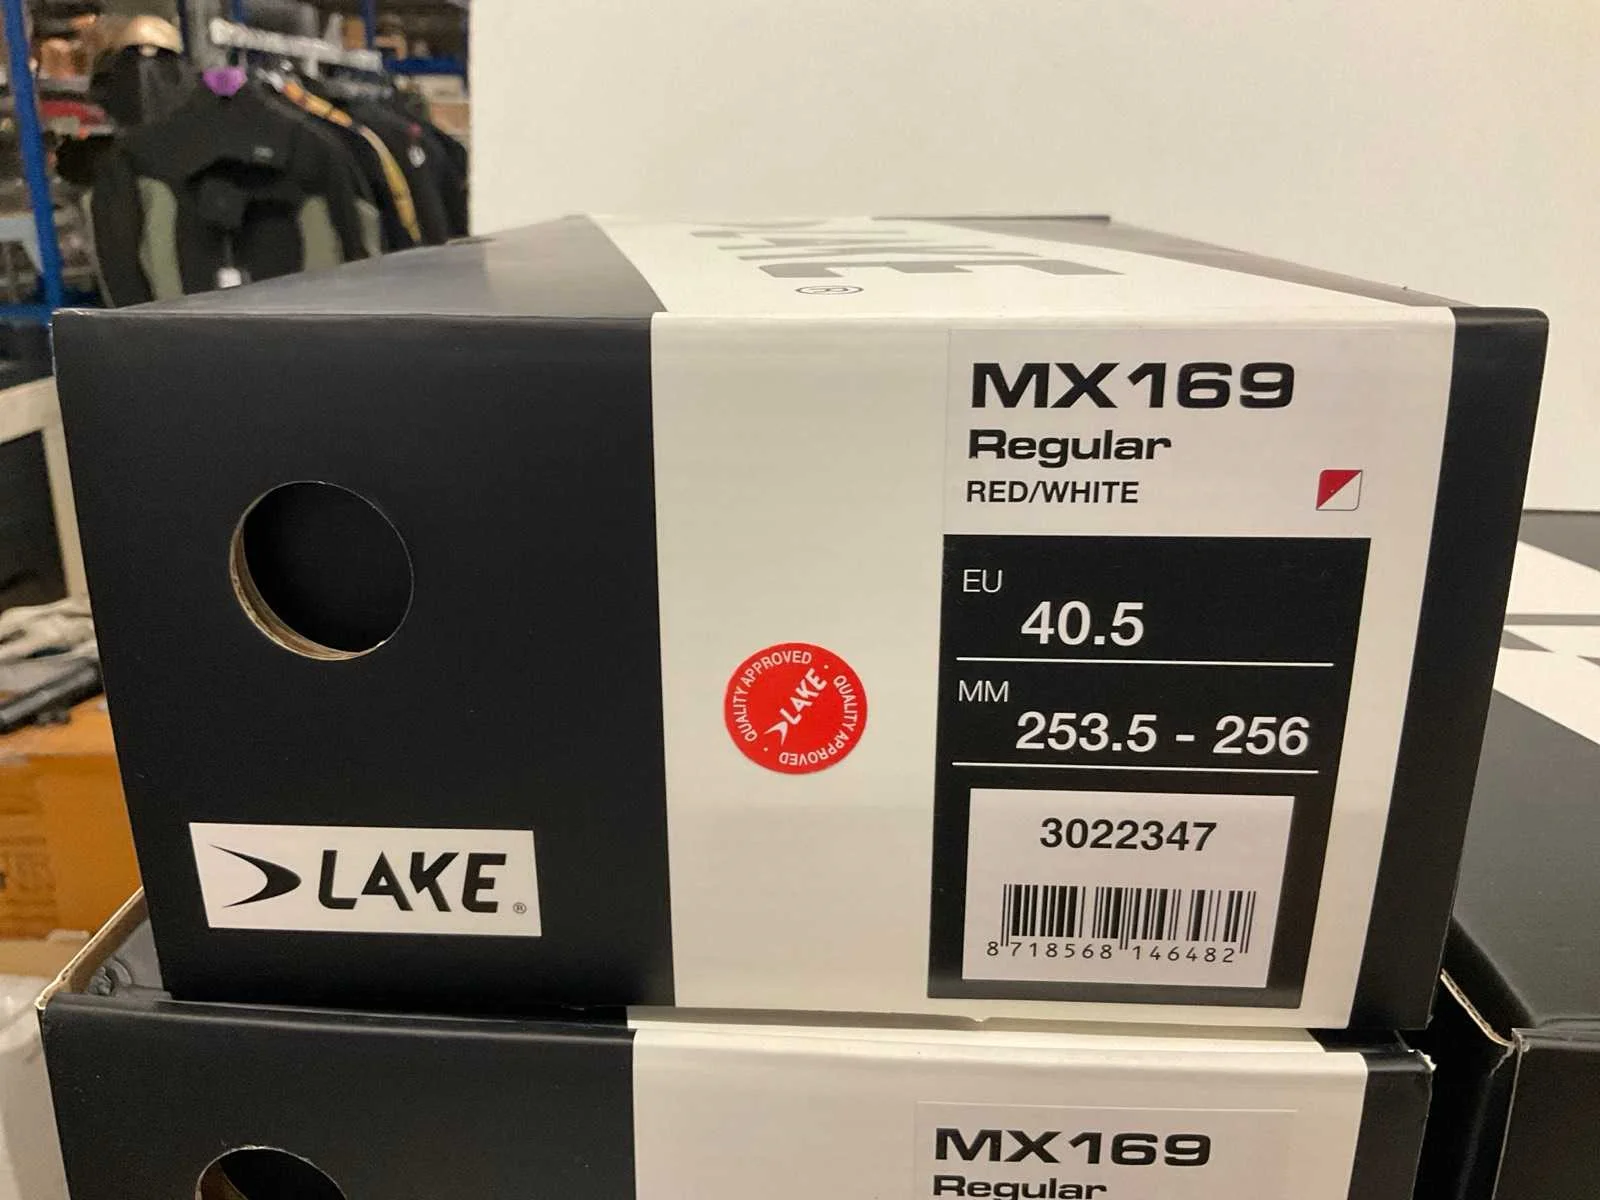 LAKE
®
MX169
Regular
RED/WHITE
EU
40.5
MM
253.5 - 256
3022347
8 718568 146482
QUALITY APPROVED · QUALITY APPROVED ·
LAKE
LAKE®
MX169
Regular